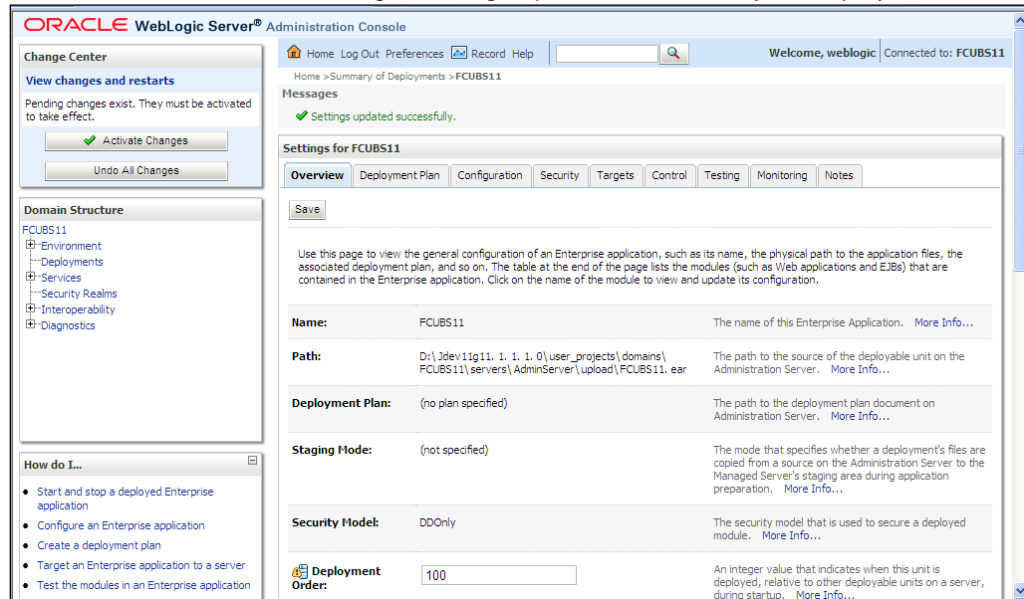 ORACLE WebLogic Server® Administration Console
Change Center
View changes and restarts
Pending changes exist. They must be activated
to take effect.
Activate Changes
Undo All Changes
Domain Structure
FCUBS11
Environment
Deployments
Services
Security Realms
Interoperability
Diagnostics
How do I...
Start and stop a deployed Enterprise
application
Configure an Enterprise application
Create a deployment plan
Target an Enterprise application to a server
Test the modules in an Enterprise application
Home Log Out Preferences Record Help
Welcome, weblogic Connected to: FCUBS11
Home >Summary of Deployments >FCUBS11
Messages
Settings updated successfully.
Settings for FCUBS11
Overview Deployment Plan Configuration Security Targets Control Testing Monitoring Notes
Save
Use this page to view the general configuration of an Enterprise application, such as its name, the physical path to the application files, the
associated deployment plan, and so on. The table at the end of the page lists the modules (such as Web applications and EJBs) that are
contained in the Enterprise application. Click on the name of the module to view and update its configuration.
Name: FCUBS11 The name of this Enterprise Application. More Info...
Path: D:\Jdev11g11. 1. 1. 1. 0\user_projects\domains\ The path to the source of the deployable unit on the
FCUBS11\servers\AdminServer\upload\FCUBS11. ear Administration Server. More Info...
Deployment Plan: (no plan specified) The path to the deployment plan document on
Administration Server. More Info...
Staging Mode: (not specified) The mode that specifies whether a deployment's files are
copied from a source on the Administration Server to the
Managed Server's staging area during application
preparation. More Info...
Security Model: DDOnly The security model that is used to secure a deployed
module. More Info...
Deployment 100 An integer value that indicates when this unit is
Order: deployed, relative to other deployable units on a server,
during startup. More Info...